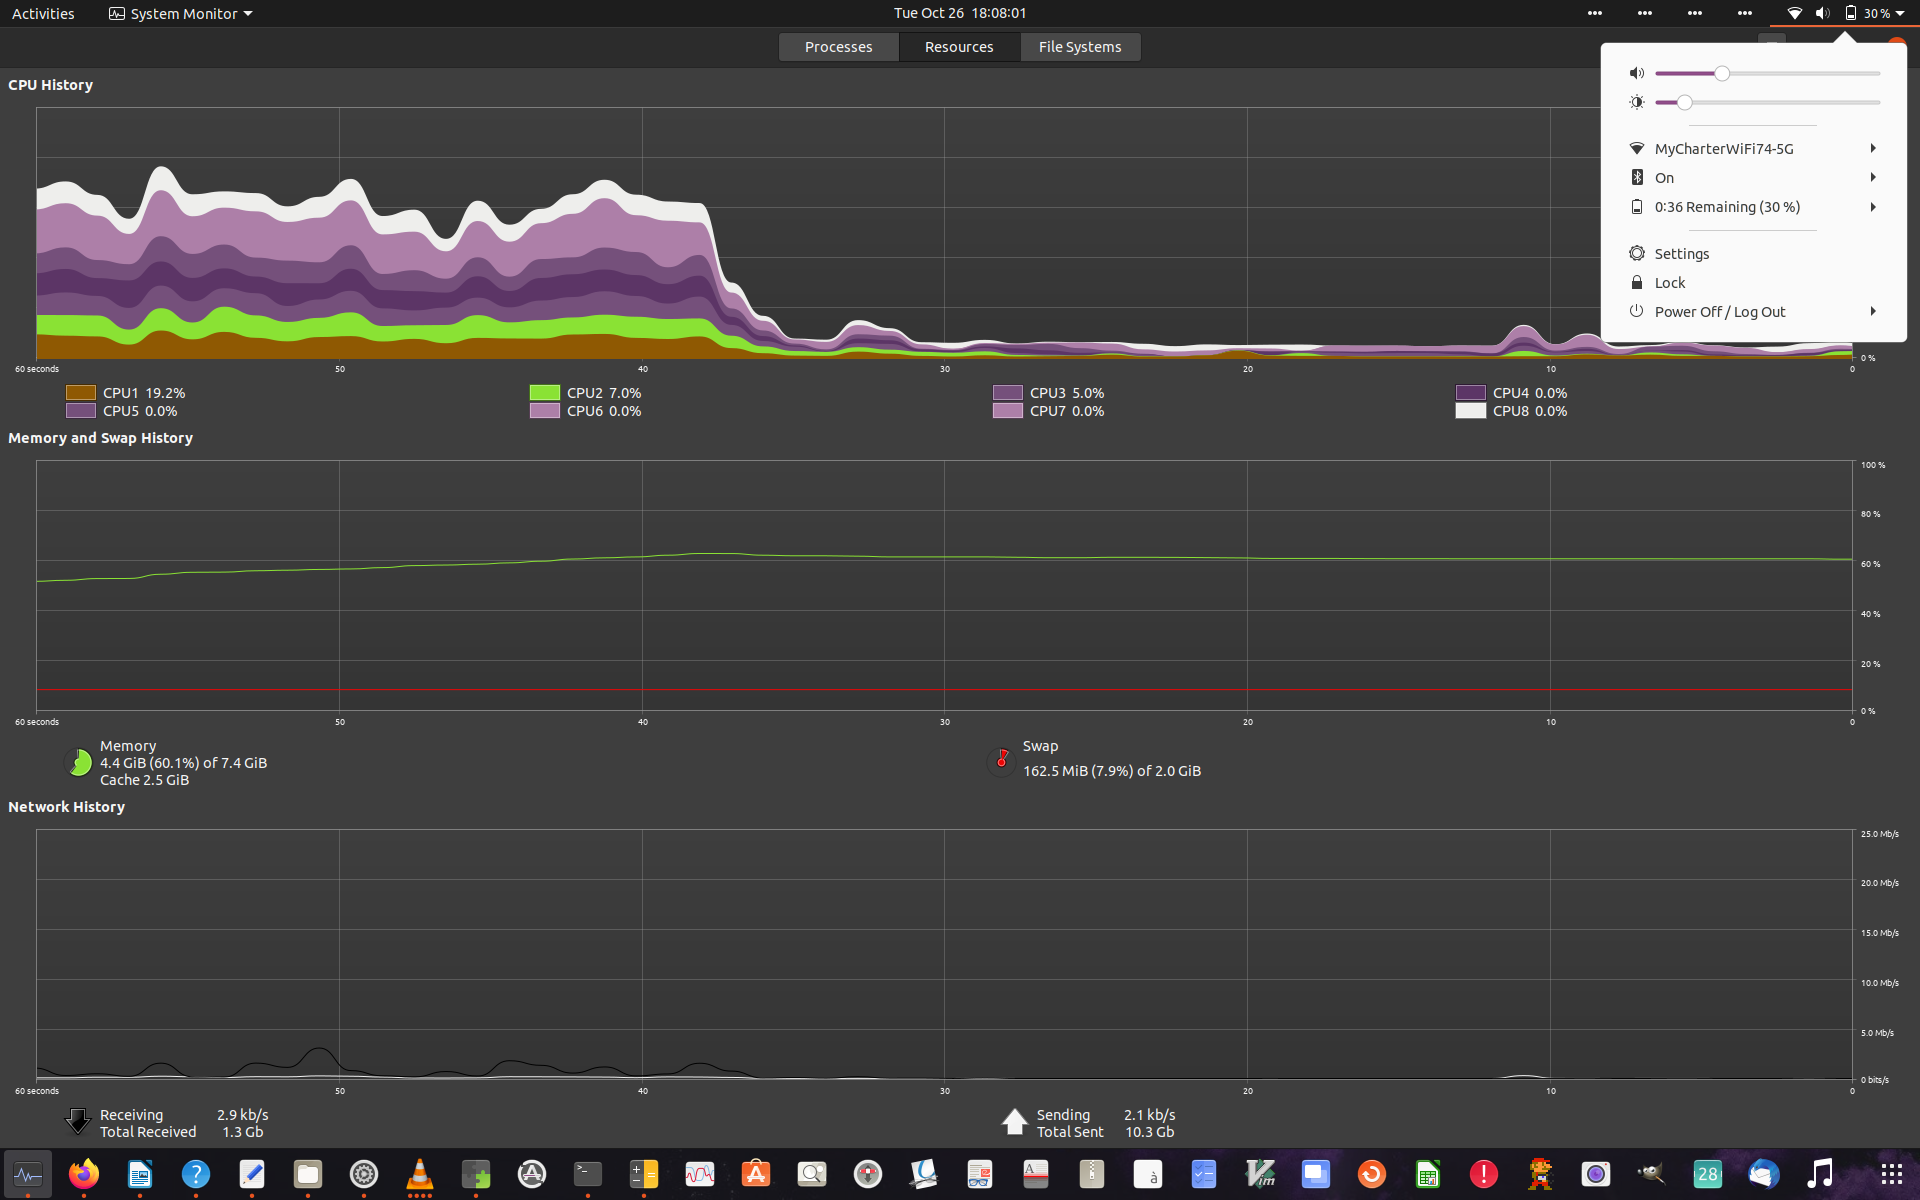 Activities System Monitor Tue Oct 26 18:08:01 30 %
Processes Resources File Systems
CPU History
MyCharterWiFi74-5G
On
0:36 Remaining (30 %)
Settings
Lock
Power Off / Log Out
0 %
60 seconds 50 40 30 20 10 0
CPU1 19.2% CPU2 7.0% CPU3 5.0% CPU4 0.0%
CPU5 0.0% CPU6 0.0% CPU7 0.0% CPU8 0.0%
Memory and Swap History
100 %
80 %
60 %
40 %
20 %
0 %
60 seconds 50 40 30 20 10 0
Memory
4.4 GiB (60.1%) of 7.4 GiB
Cache 2.5 GiB
Swap
162.5 MiB (7.9%) of 2.0 GiB
Network History
25.0 Mb/s
20.0 Mb/s
15.0 Mb/s
10.0 Mb/s
5.0 Mb/s
0 bits/s
60 seconds 50 40 30 20 10 0
Receiving 2.9 kb/s
Total Received 1.3 Gb
Sending 2.1 kb/s
Total Sent 10.3 Gb
? >_ A à Vim ! 28